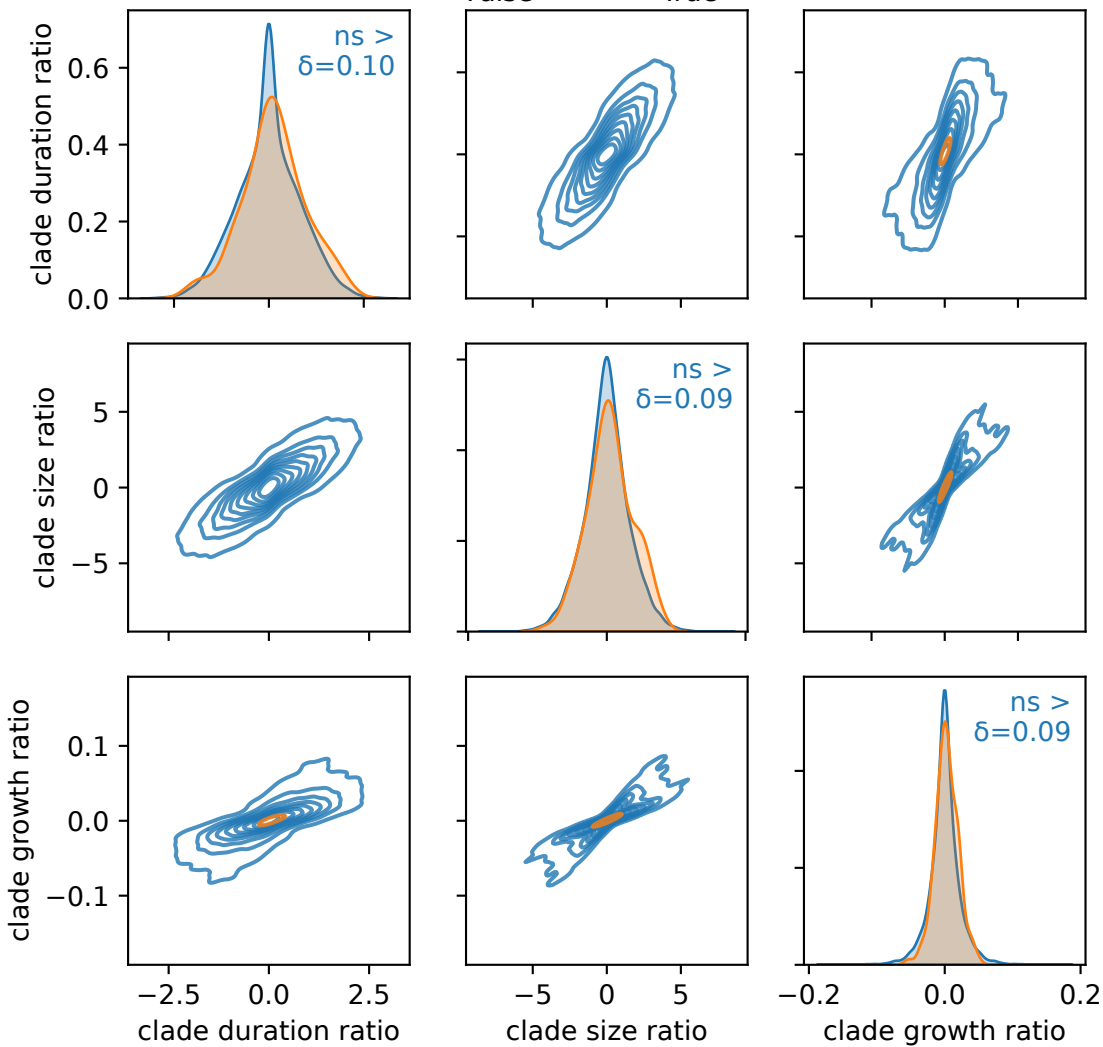 clade duration ratio
0.6
0.4
0.2
0.0
ns >
δ=0.10
clade size ratio
5
0
−5
ns >
δ=0.09
clade growth ratio
0.1
0.0
−0.1
ns >
δ=0.09
−2.5 0.0 2.5
−5 0 5
−0.2 0.0 0.2
clade duration ratio
clade size ratio
clade growth ratio